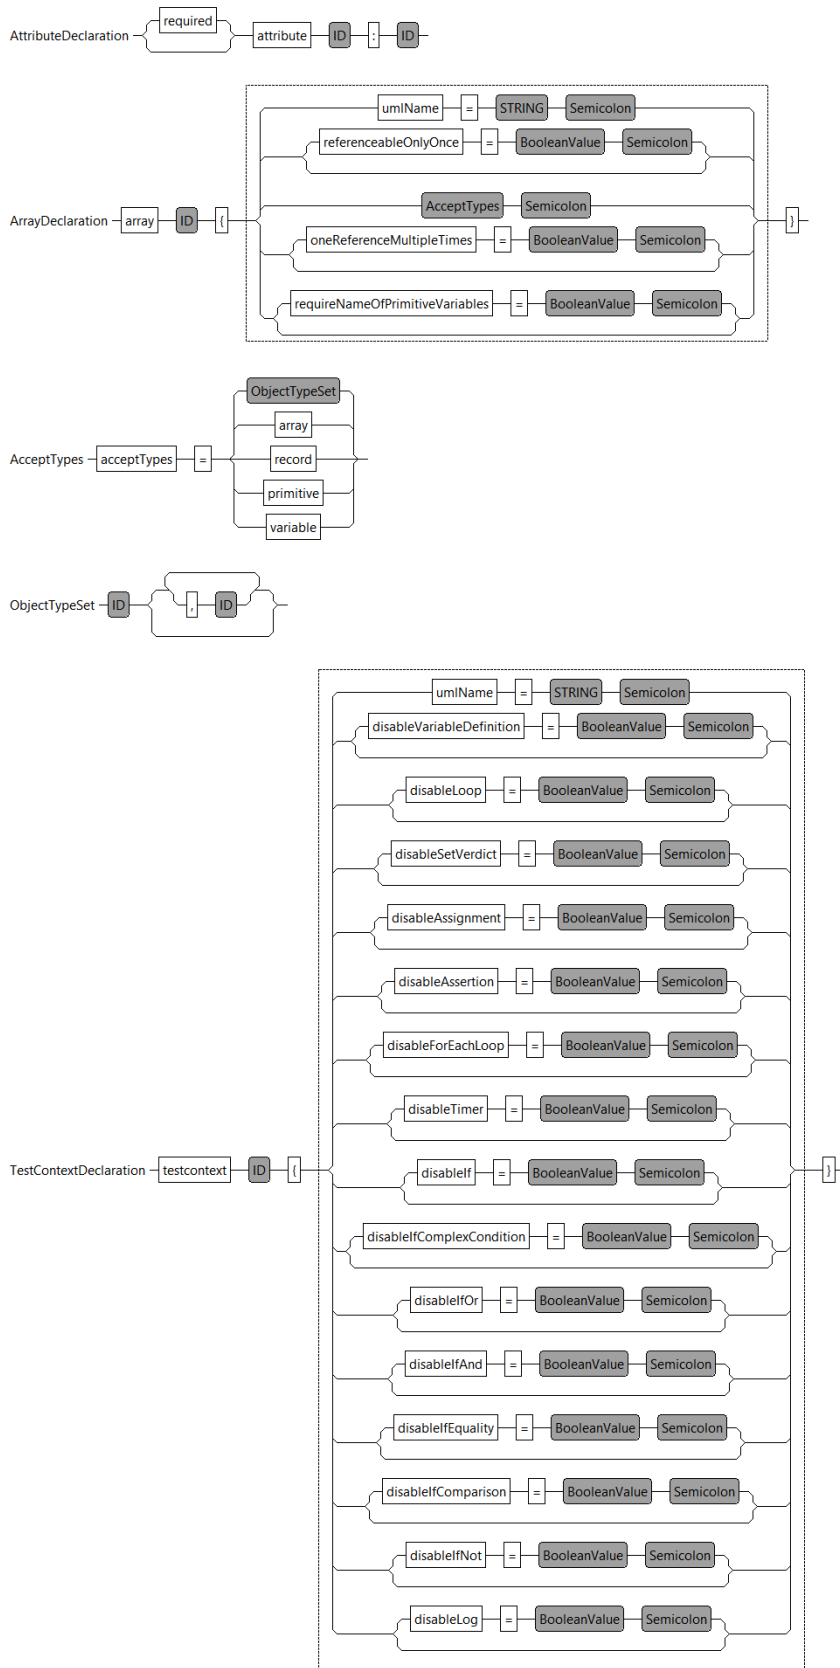 required
AttributeDeclaration attribute ID : ID
umlName = STRING Semicolon
referenceableOnlyOnce = BooleanValue Semicolon
AcceptTypes Semicolon
ArrayDeclaration array ID { }
oneReferenceMultipleTimes = BooleanValue Semicolon
requireNameOfPrimitiveVariables = BooleanValue Semicolon
ObjectTypeSet
array
AcceptTypes acceptTypes = record
primitive
variable
ObjectTypeSet ID , ID
umlName = STRING Semicolon
disableVariableDefinition = BooleanValue Semicolon
disableLoop = BooleanValue Semicolon
disableSetVerdict = BooleanValue Semicolon
disableAssignment = BooleanValue Semicolon
disableAssertion = BooleanValue Semicolon
disableForEachLoop = BooleanValue Semicolon
disableTimer = BooleanValue Semicolon
TestContextDeclaration testcontext ID { }
disableIf = BooleanValue Semicolon
disableIfComplexCondition = BooleanValue Semicolon
disableIfOr = BooleanValue Semicolon
disableIfAnd = BooleanValue Semicolon
disableIfEquality = BooleanValue Semicolon
disableIfComparison = BooleanValue Semicolon
disableIfNot = BooleanValue Semicolon
disableLog = BooleanValue Semicolon